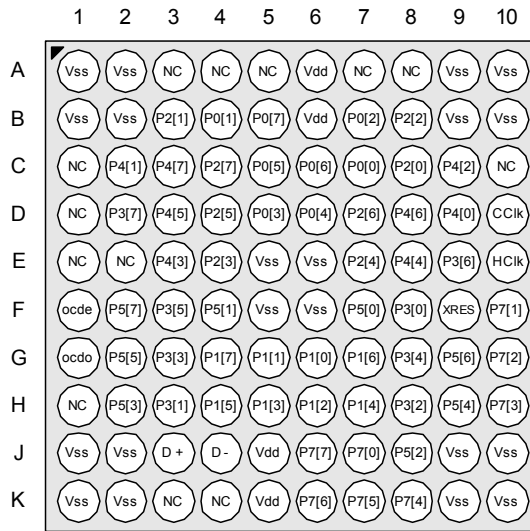 1 2 3 4 5 6 7 8 9 10
A Vss Vss NC NC NC Vdd NC NC Vss Vss
B Vss Vss P2[1] P0[1] P0[7] Vdd P0[2] P2[2] Vss Vss
C NC P4[1] P4[7] P2[7] P0[5] P0[6] P0[0] P2[0] P4[2] NC
D NC P3[7] P4[5] P2[5] P0[3] P0[4] P2[6] P4[6] P4[0] CClk
E NC NC P4[3] P2[3] Vss Vss P2[4] P4[4] P3[6] HClk
F ocde P5[7] P3[5] P5[1] Vss Vss P5[0] P3[0] XRES P7[1]
G ocdo P5[5] P3[3] P1[7] P1[1] P1[0] P1[6] P3[4] P5[6] P7[2]
H NC P5[3] P3[1] P1[5] P1[3] P1[2] P1[4] P3[2] P5[4] P7[3]
J Vss Vss D + D - Vdd P7[7] P7[0] P5[2] Vss Vss
K Vss Vss NC NC Vdd P7[6] P7[5] P7[4] Vss Vss